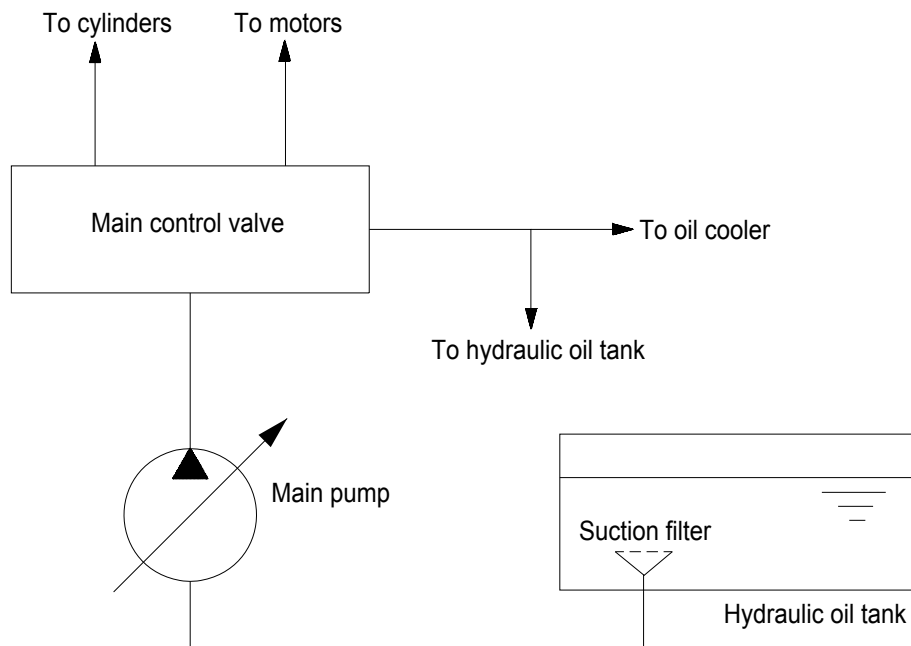 To cylinders
To motors
Main control valve
To oil cooler
To hydraulic oil tank
Main pump
Suction filter
Hydraulic oil tank